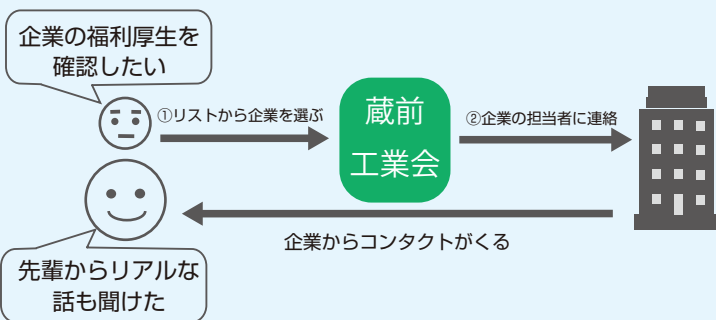 企業の福利厚生を
確認したい
①リストから企業を選ぶ
蔵前
工業会
②企業の担当者に連絡
企業からコンタクトがくる
先輩からリアルな
話も聞けた